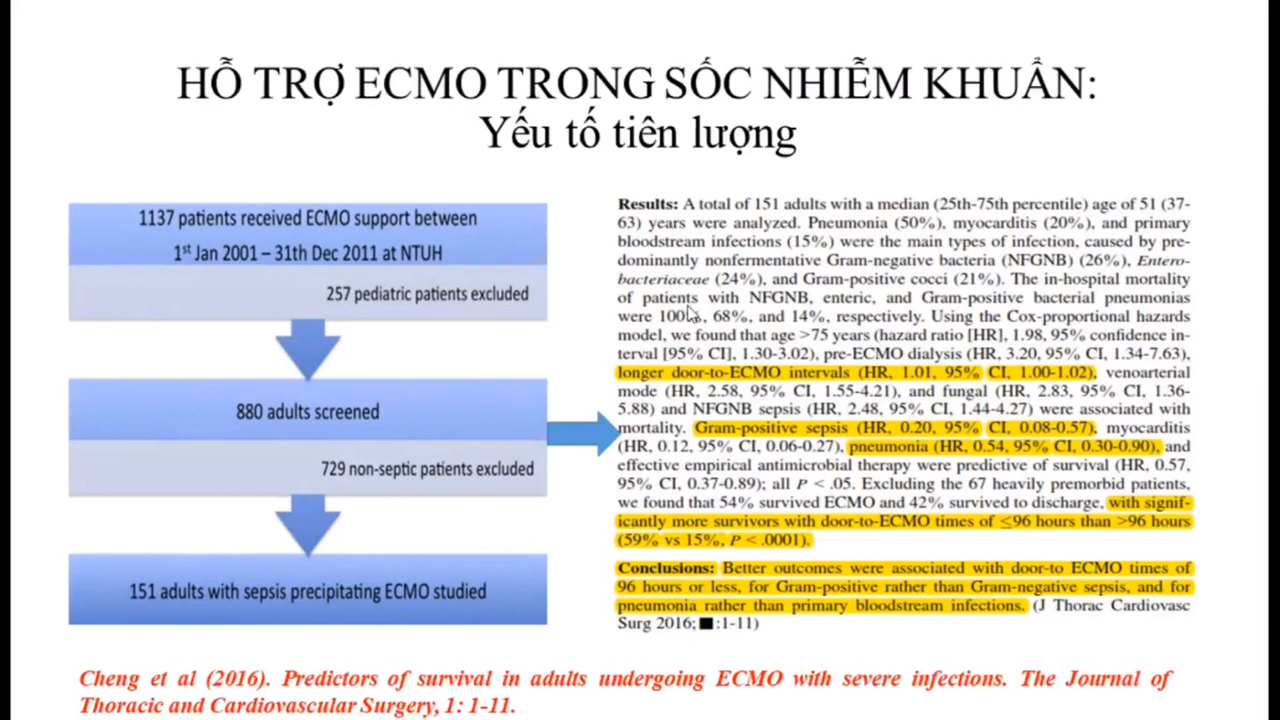 HỖ TRỢ ECMO TRONG SỐC NHIỄM KHUẨN:
Yếu tố tiên lượng
1137 patients received ECMO support between
1st Jan 2001 – 31th Dec 2011 at NTUH
257 pediatric patients excluded
880 adults screened
729 non-septic patients excluded
151 adults with sepsis precipitating ECMO studied
Results: A total of 151 adults with a median (25th-75th percentile) age of 51 (37-
63) years were analyzed. Pneumonia (50%), myocarditis (20%), and primary
bloodstream infections (15%) were the main types of infection, caused by pre-
dominantly nonfermentative Gram-negative bacteria (NFGNB) (26%), Entero-
bacteriaceae (24%), and Gram-positive cocci (21%). The in-hospital mortality
of patients with NFGNB, enteric, and Gram-positive bacterial pneumonias
were 100%, 68%, and 14%, respectively. Using the Cox-proportional hazards
model, we found that age >75 years (hazard ratio [HR], 1.98, 95% confidence in-
terval [95% CI], 1.30-3.02), pre-ECMO dialysis (HR, 3.20, 95% CI, 1.34-7.63),
longer door-to-ECMO intervals (HR, 1.01, 95% CI, 1.00-1.02), venoarterial
mode (HR, 2.58, 95% CI, 1.55-4.21), and fungal (HR, 2.83, 95% CI, 1.36-
5.88) and NFGNB sepsis (HR, 2.48, 95% CI, 1.44-4.27) were associated with
mortality. Gram-positive sepsis (HR, 0.20, 95% CI, 0.08-0.57), myocarditis
(HR, 0.12, 95% CI, 0.06-0.27), pneumonia (HR, 0.54, 95% CI, 0.30-0.90), and
effective empirical antimicrobial therapy were predictive of survival (HR, 0.57,
95% CI, 0.37-0.89); all P < .05. Excluding the 67 heavily premorbid patients,
we found that 54% survived ECMO and 42% survived to discharge, with signif-
icantly more survivors with door-to-ECMO times of ≤96 hours than >96 hours
(59% vs 15%, P < .0001).
Conclusions: Better outcomes were associated with door-to ECMO times of
96 hours or less, for Gram-positive rather than Gram-negative sepsis, and for
pneumonia rather than primary bloodstream infections. (J Thorac Cardiovasc
Surg 2016;■:1-11)
Cheng et al (2016). Predictors of survival in adults undergoing ECMO with severe infections. The Journal of
Thoracic and Cardiovascular Surgery, 1: 1-11.